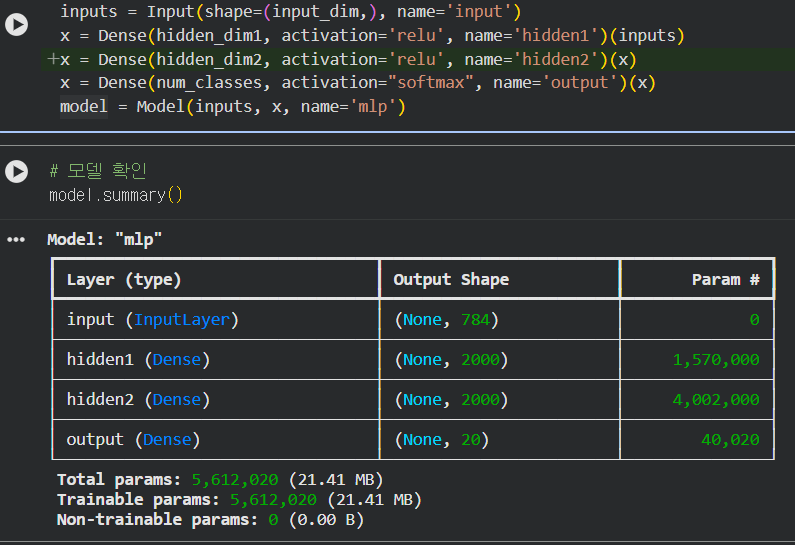 inputs = Input(shape=(input_dim,), name='input')
x = Dense(hidden_dim1, activation='relu', name='hidden1')(inputs)
+x = Dense(hidden_dim2, activation='relu', name='hidden2')(x)
x = Dense(num_classes, activation="softmax", name='output')(x)
model = Model(inputs, x, name='mlp')
# 모델 확인
model.summary()
Model: "mlp"
Layer (type) Output Shape Param #
input (InputLayer) (None, 784) 0
hidden1 (Dense) (None, 2000) 1,570,000
hidden2 (Dense) (None, 2000) 4,002,000
output (Dense) (None, 20) 40,020
Total params: 5,612,020 (21.41 MB)
Trainable params: 5,612,020 (21.41 MB)
Non-trainable params: 0 (0.00 B)